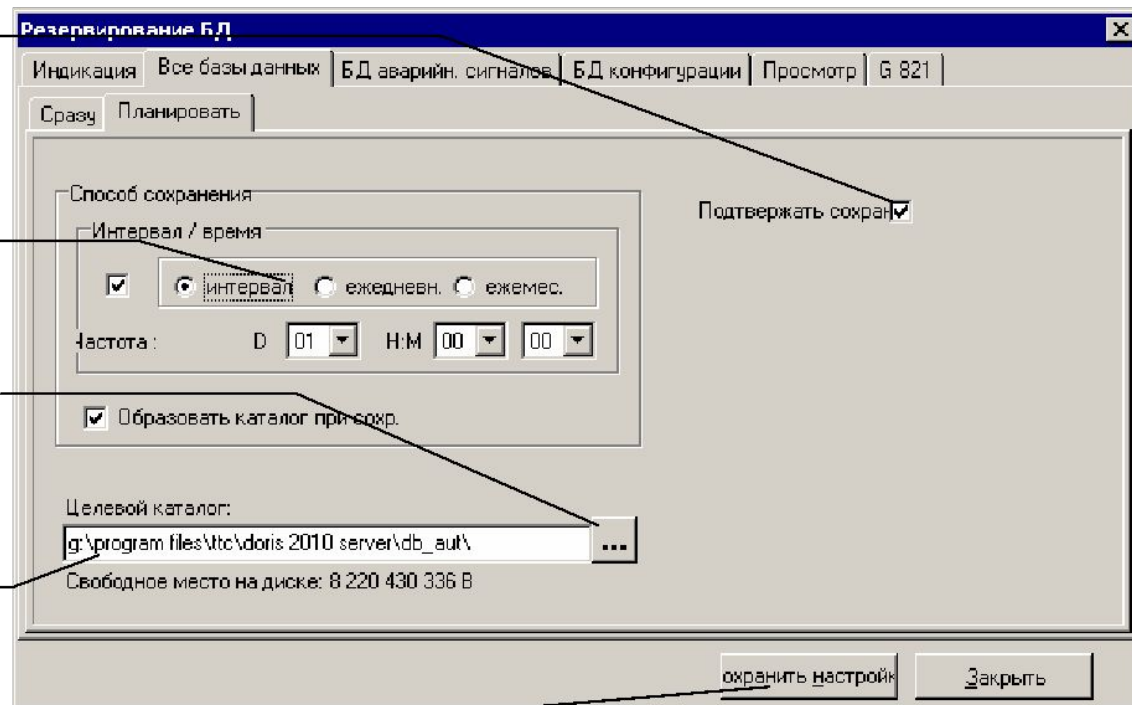 Резервирование БД
Индикация Все базы данных БД аварийн. сигналов БД конфигурации Просмотр G 821
Сразу Планировать
Способ сохранения
Подтвержать сохран
Интервал / время
интервал ежедневн. ежемес.
Частота : D 01 H:M 00 00
Образовать каталог при сохр.
Целевой каталог:
g:\program files\ttc\doris 2010 server\db_aut\ ...
Свободное место на диске: 8 220 430 336 B
охранить настройк Закрыть